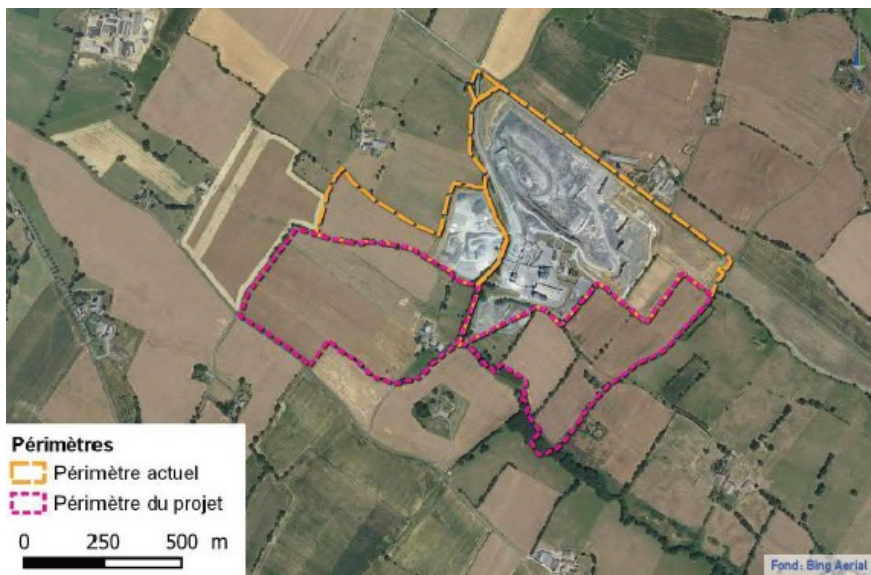 Périmètres
Périmètre actuel
Périmètre du projet
0 250 500 m
Fond: Bing Aerial